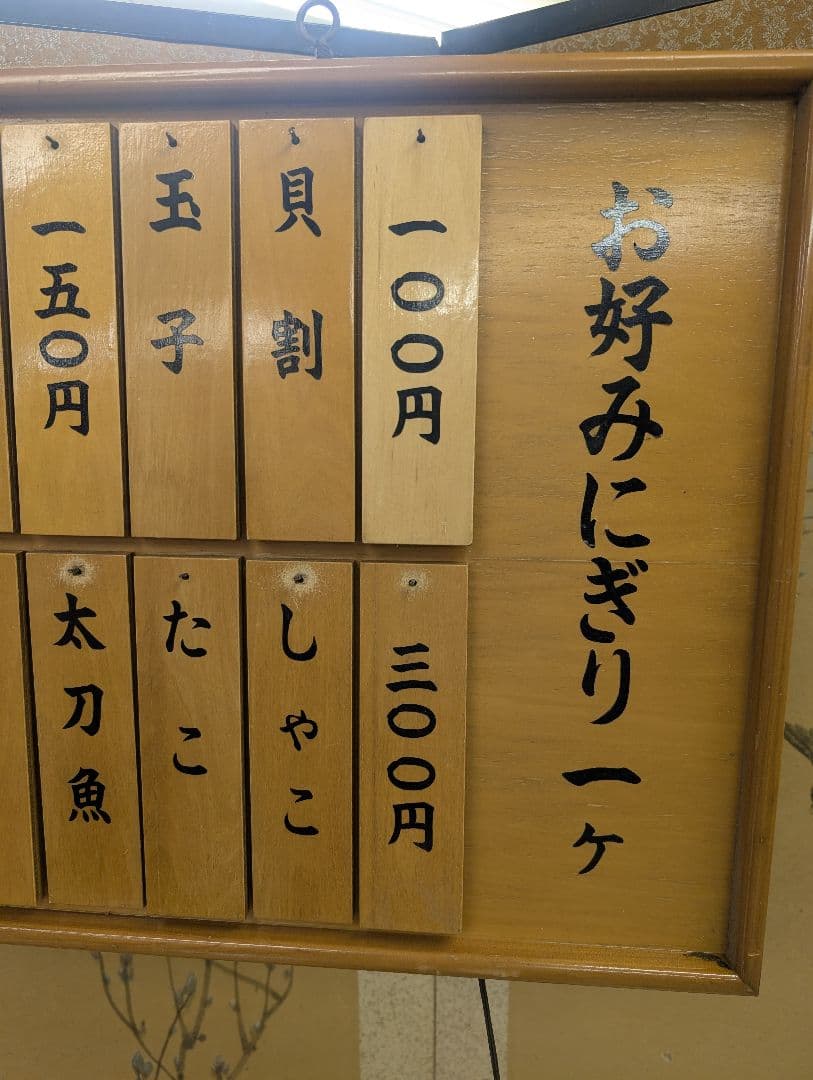 お好みにぎり 一ヶ
一〇〇円
貝割
玉子
一五〇円
三〇〇円
しゃこ
たこ
太刀魚